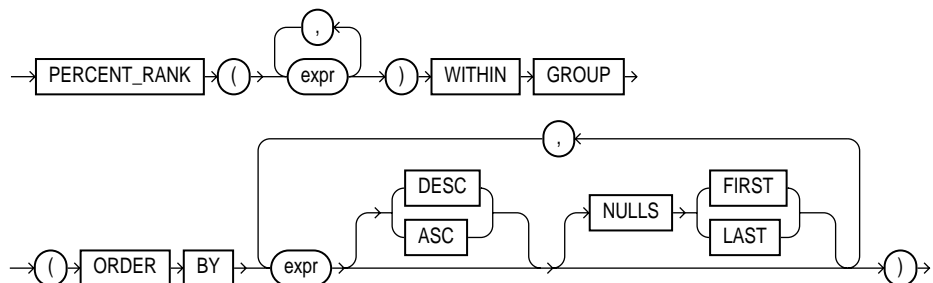 ,
PERCENT_RANK ( expr ) WITHIN GROUP
,
DESC FIRST
NULLS
ASC LAST
( ORDER BY expr )